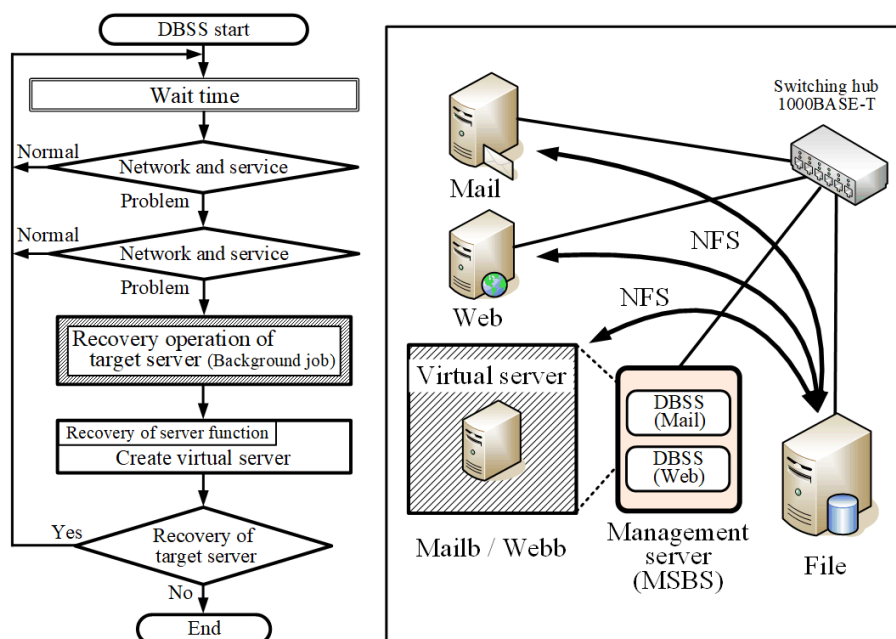 DBSS start
Wait time
Normal
Network and service
Problem
Normal
Network and service
Problem
Recovery operation of
target server (Background job)
Recovery of server function
Create virtual server
Yes
Recovery of
target server
No
End
Switching hub
1000BASE-T
Mail
NFS
Web
NFS
Virtual server
DBSS
(Mail)
DBSS
(Web)
Mailb / Webb
Management
server
(MSBS)
File